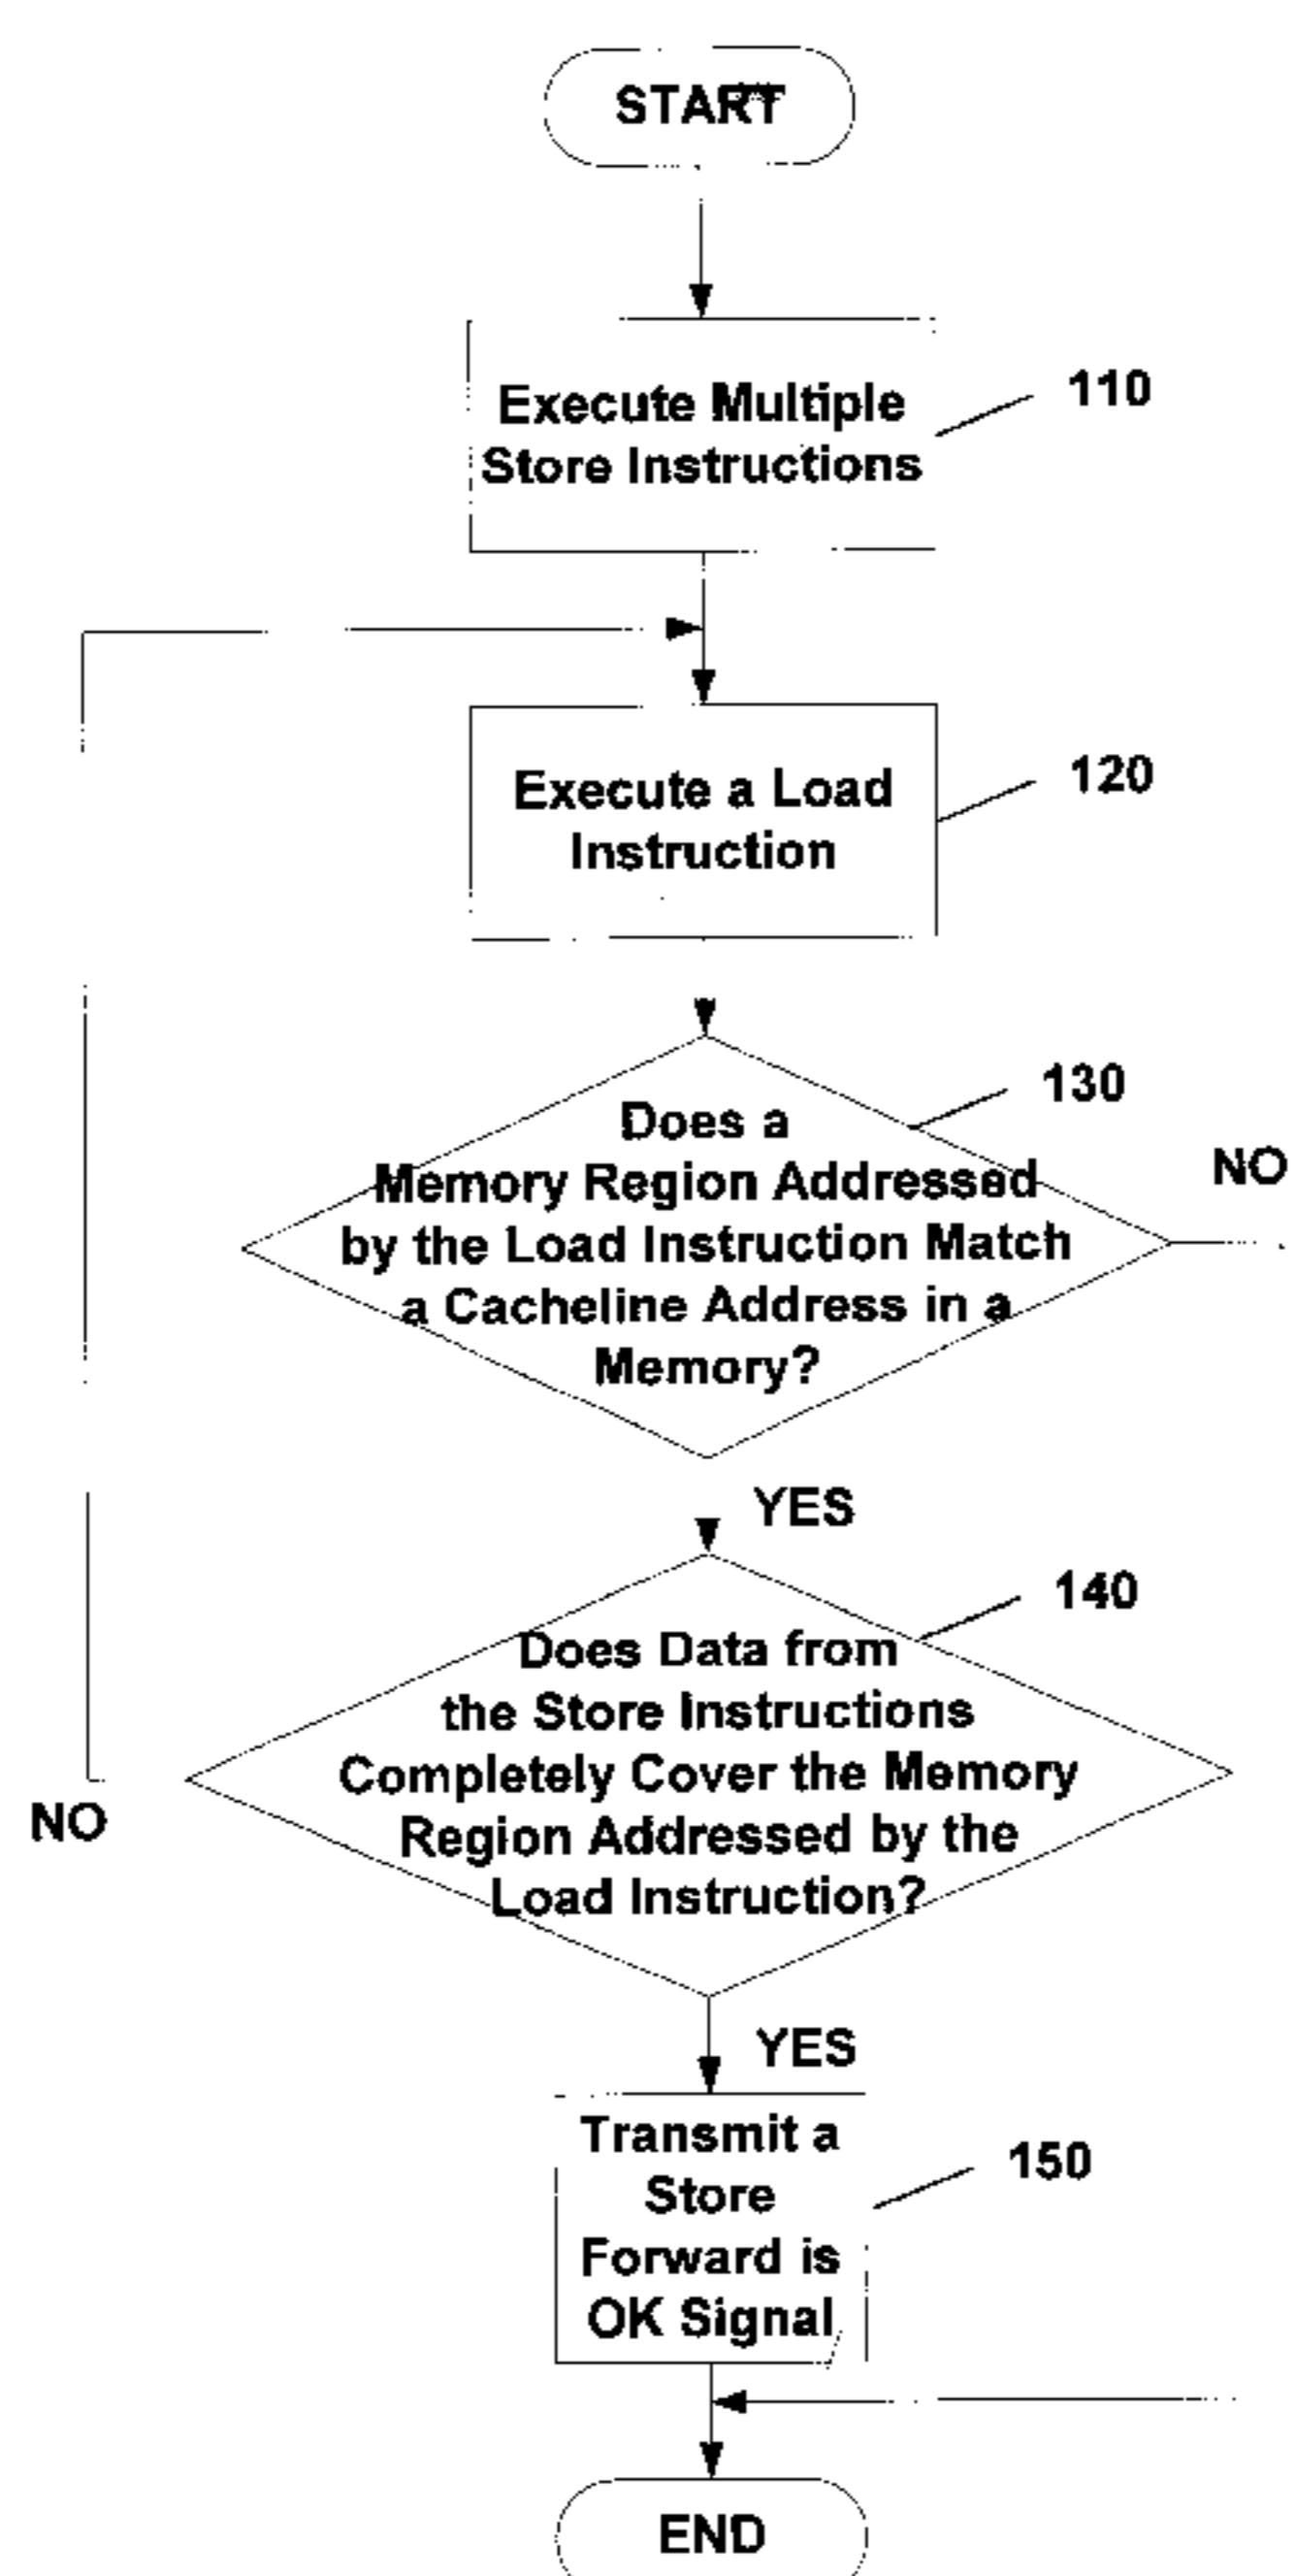 START
Execute Multiple
Store Instructions
110
Execute a Load
Instruction
120
130
Does a
Memory Region Addressed
by the Load Instruction Match
a Cacheline Address in a
Memory?
NO
YES
140
Does Data from
the Store Instructions
Completely Cover the Memory
Region Addressed by the
Load Instruction?
NO
YES
Transmit a
Store
Forward is
OK Signal
150
END